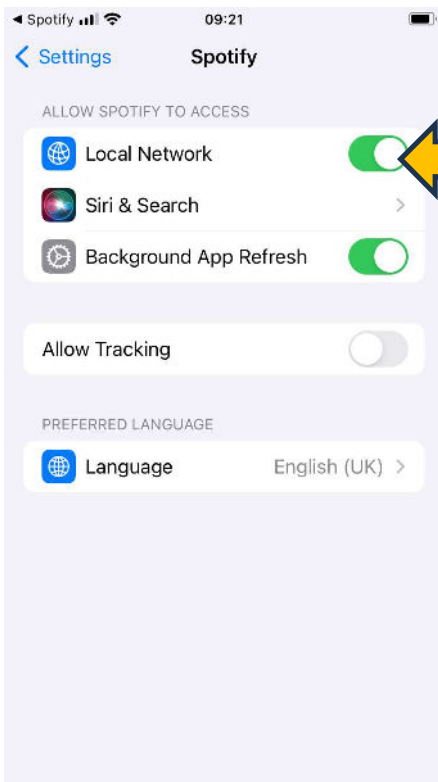 Spotify 09:21
Settings Spotify
ALLOW SPOTIFY TO ACCESS
Local Network
Siri & Search
Background App Refresh
Allow Tracking
PREFERRED LANGUAGE
Language English (UK)